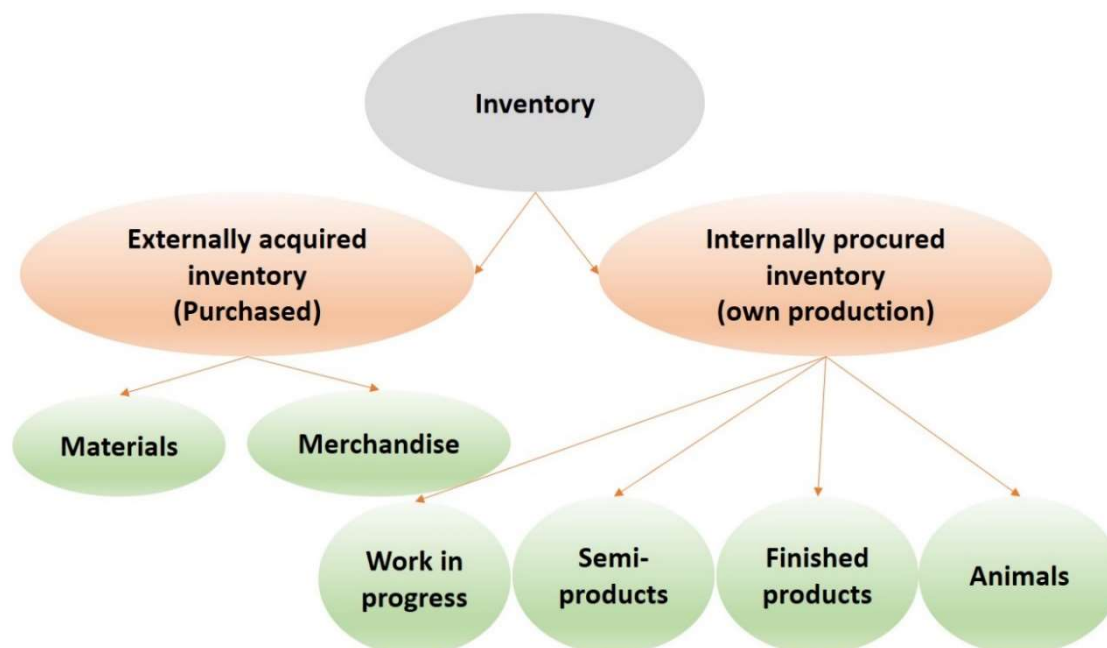 Inventory
Externally acquired
inventory
(Purchased)
Internally procured
inventory
(own production)
Materials
Merchandise
Work in
progress
Semi-
products
Finished
products
Animals